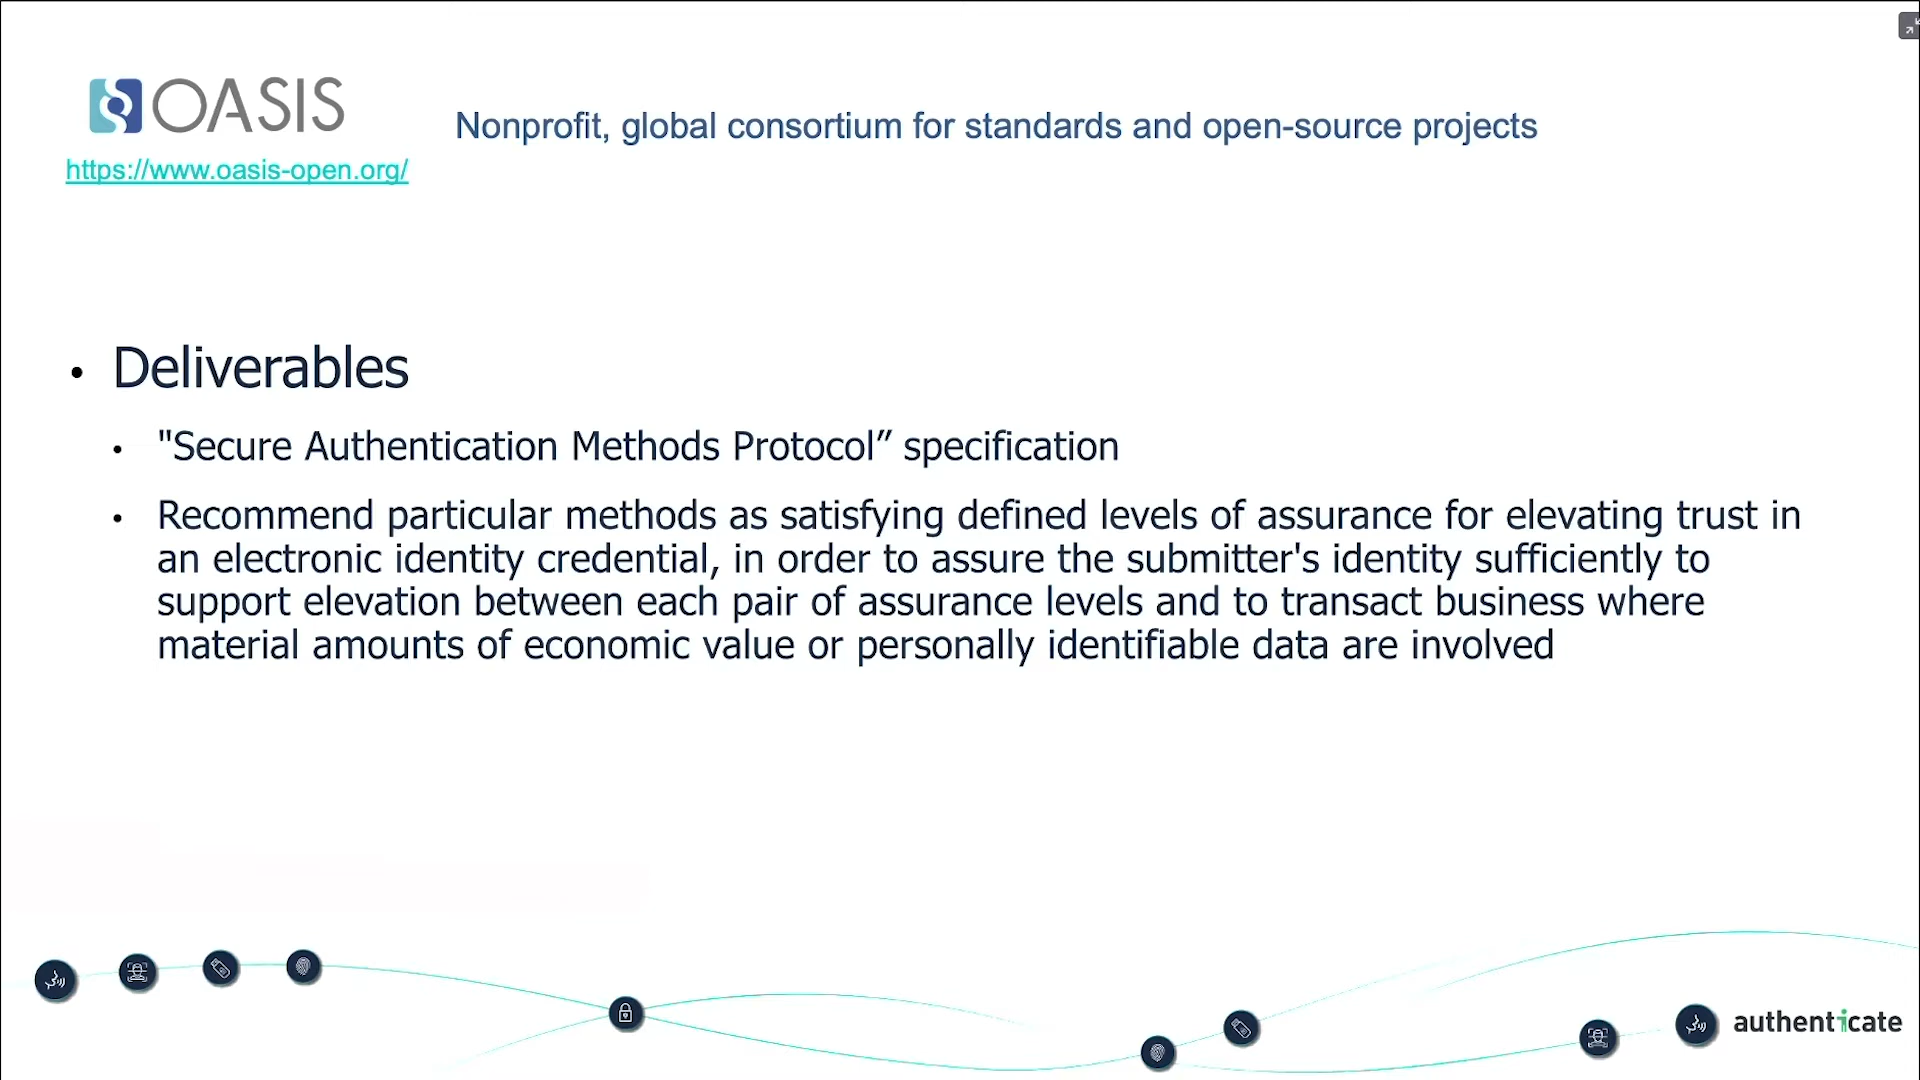 OASIS
Nonprofit, global consortium for standards and open-source projects
https://www.oasis-open.org/
• Deliverables
• "Secure Authentication Methods Protocol” specification
• Recommend particular methods as satisfying defined levels of assurance for elevating trust in
an electronic identity credential, in order to assure the submitter's identity sufficiently to
support elevation between each pair of assurance levels and to transact business where
material amounts of economic value or personally identifiable data are involved
authenticate